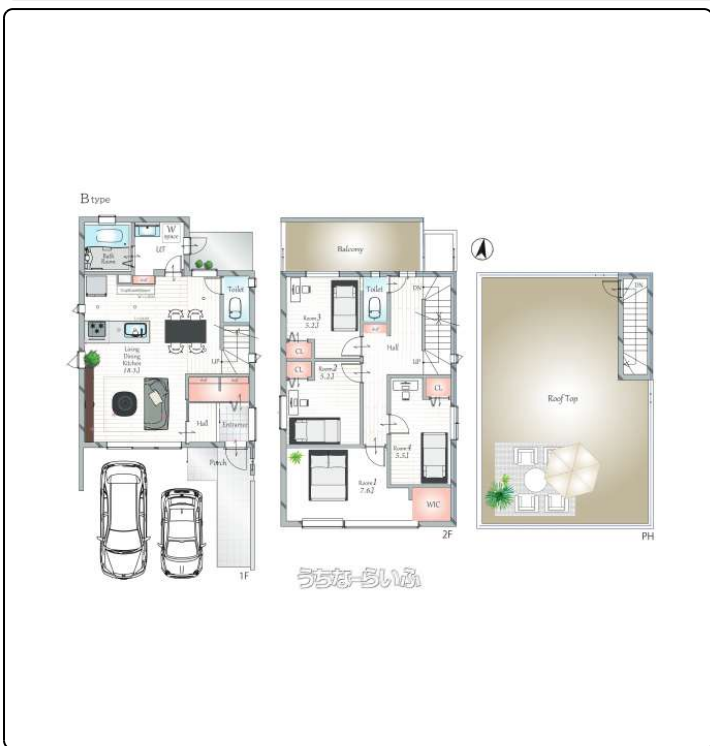 B type
W
space
UT
Bath
Room
Toilet
Living
Dining
Kitchen
18.5J
UP
Hall
Entrance
Porch
1F
Balcony
Toilet
DN
Room3
5.2J
Hall
UP
CL
CL
Room2
5.2J
CL
Room4
5.5J
Room1
7.6J
WIC
2F
DN
Roof Top
PH
うちなーらいふ